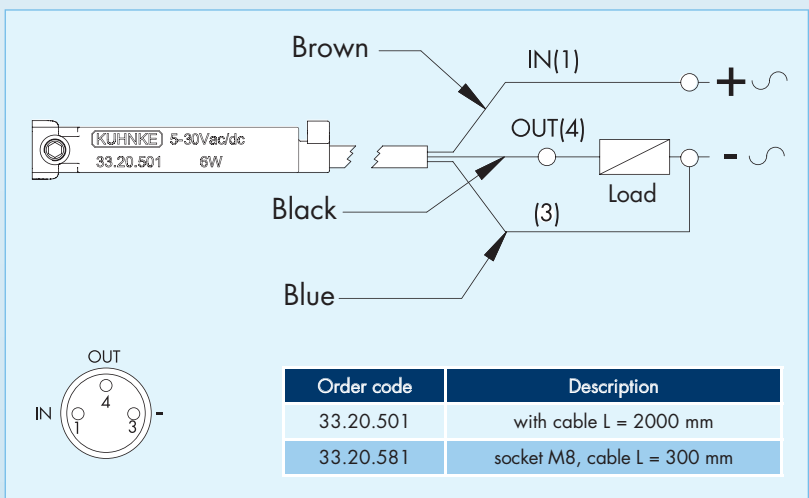 Brown
IN(1)
+
KUHNKE 5-30Vac/dc
33.20.501 6W
OUT(4)
-
Load
Black
(3)
Blue
OUT
4
IN
1
3
-
Order code Description
33.20.501 with cable L = 2000 mm
33.20.581 socket M8, cable L = 300 mm